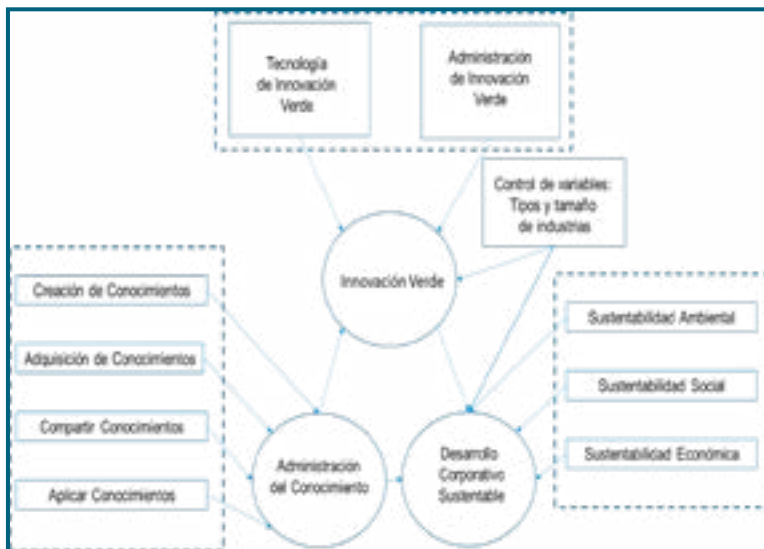 Tecnología
de Innovación
Verde
Administración
de Innovación
Verde
Control de variables:
Tipos y tamaño
de industrias
Innovación Verde
Creación de Conocimientos
Adquisición de Conocimientos
Compartir Conocimientos
Aplicar Conocimientos
Administración
del Conocimiento
Desarrollo
Corporativo
Sustentable
Sustentabilidad Ambiental
Sustentabilidad Social
Sustentabilidad Económica